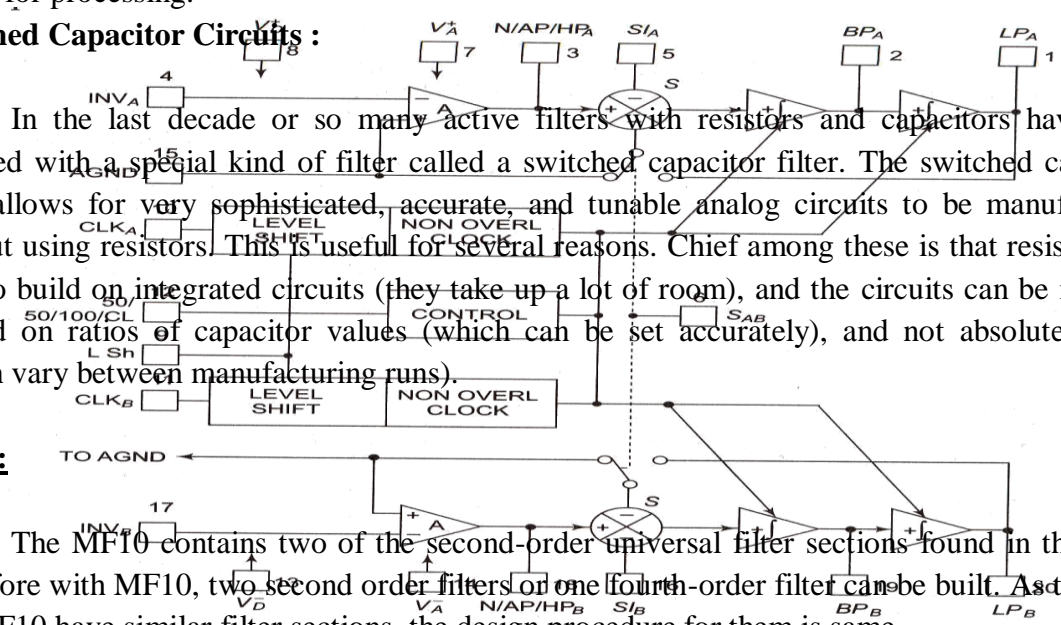 for processing.
ned Capacitor Circuits :
V+A N/AP/HPA SIA BPA LPA
8 7 3 5 2 1
4 S
INVA A
In the last decade or so many active filters with resistors and capacitors hav
15
ed with a special kind of filter called a switched capacitor filter. The switched ca
AGND
allows for very sophisticated, accurate, and tunable analog circuits to be manuf
CLKA LEVEL SHIFT NON OVERL CLOCK
ut using resistors. This is useful for several reasons. Chief among these is that resis
o build on integrated circuits (they take up a lot of room), and the circuits can be
50/
50/100/CL CONTROL SAB
d on ratios of capacitor values (which can be set accurately), and not absolute
L Sh
n vary between manufacturing runs).
CLKB LEVEL SHIFT NON OVERL CLOCK
:
TO AGND
17 S
INVB A
The MF10 contains two of the second-order universal filter sections found in th
fore with MF10, two second order filters or one fourth-order filter can be built. As t
V-D V-A N/AP/HPB SIB BPB LPB
F10 have similar filter sections, the design procedure for them is same